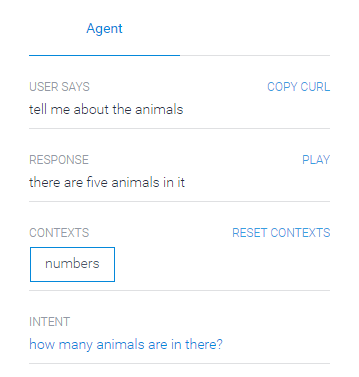 Agent
USER SAYS COPY CURL
tell me about the animals
RESPONSE PLAY
there are five animals in it
CONTEXTS RESET CONTEXTS
numbers
INTENT
how many animals are in there?